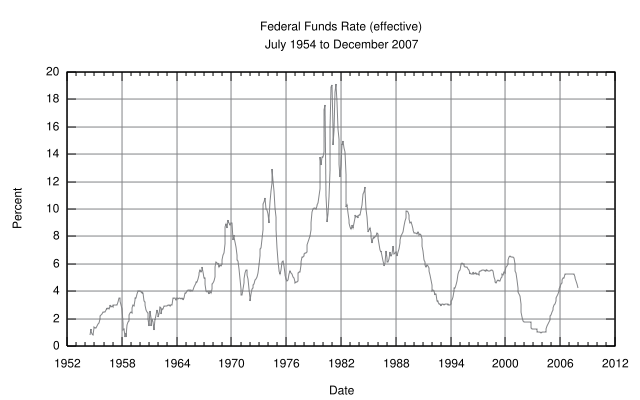 Federal Funds Rate (effective)
July 1954 to December 2007
20
18
16
14
12
10
8
6
4
2
0
Percent
1952 1958 1964 1970 1976 1982 1988 1994 2000 2006 2012
Date